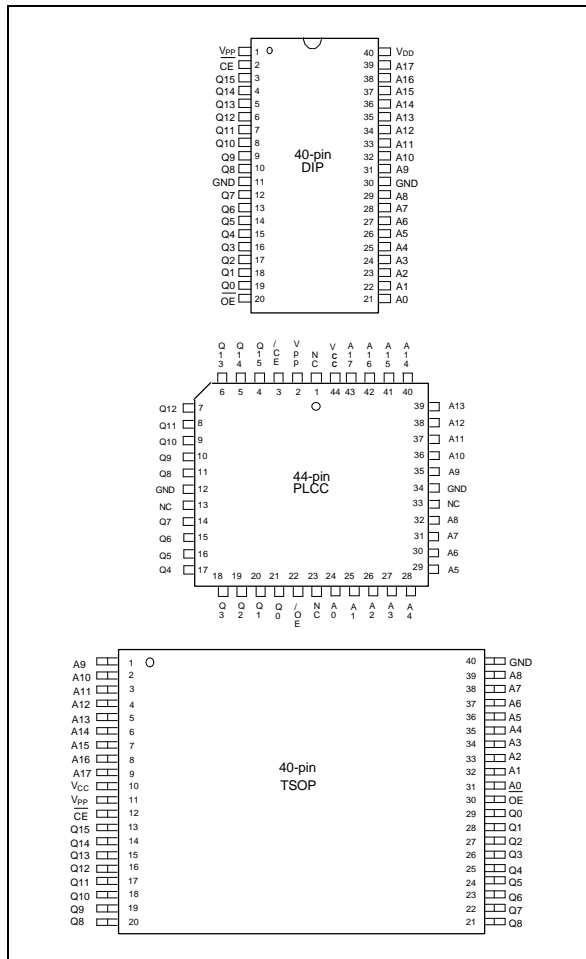 VPP 1 40 VDD
CE 2 39 A17
Q15 3 38 A16
Q14 4 37 A15
Q13 5 36 A14
Q12 6 35 A13
Q11 7 34 A12
Q10 8 33 A11
Q9 9 32 A10
Q8 10 31 A9
GND 11 30 GND
Q7 12 29 A8
Q6 13 28 A7
Q5 14 27 A6
Q4 15 26 A5
Q3 16 25 A4
Q2 17 24 A3
Q1 18 23 A2
Q0 19 22 A1
OE 20 21 A0
40-pin
DIP
Q13 Q14 Q15 /CE Vpp NC Vcc A17 A16 A15 A14
6 5 4 3 2 1 44 43 42 41 40
Q12 7 39 A13
Q11 8 38 A12
Q10 9 37 A11
Q9 10 36 A10
Q8 11 35 A9
GND 12 34 GND
NC 13 33 NC
Q7 14 32 A8
Q6 15 31 A7
Q5 16 30 A6
Q4 17 29 A5
44-pin
PLCC
18 19 20 21 22 23 24 25 26 27 28
Q3 Q2 Q1 Q0 /OE NC A0 A1 A2 A3 A4
A9 1 40 GND
A10 2 39 A8
A11 3 38 A7
A12 4 37 A6
A13 5 36 A5
A14 6 35 A4
A15 7 34 A3
A16 8 33 A2
A17 9 32 A1
VCC 10 31 A0
VPP 11 30 OE
CE 12 29 Q0
Q15 13 28 Q1
Q14 14 27 Q2
Q13 15 26 Q3
Q12 16 25 Q4
Q11 17 24 Q5
Q10 18 23 Q6
Q9 19 22 Q7
Q8 20 21 Q8
40-pin
TSOP